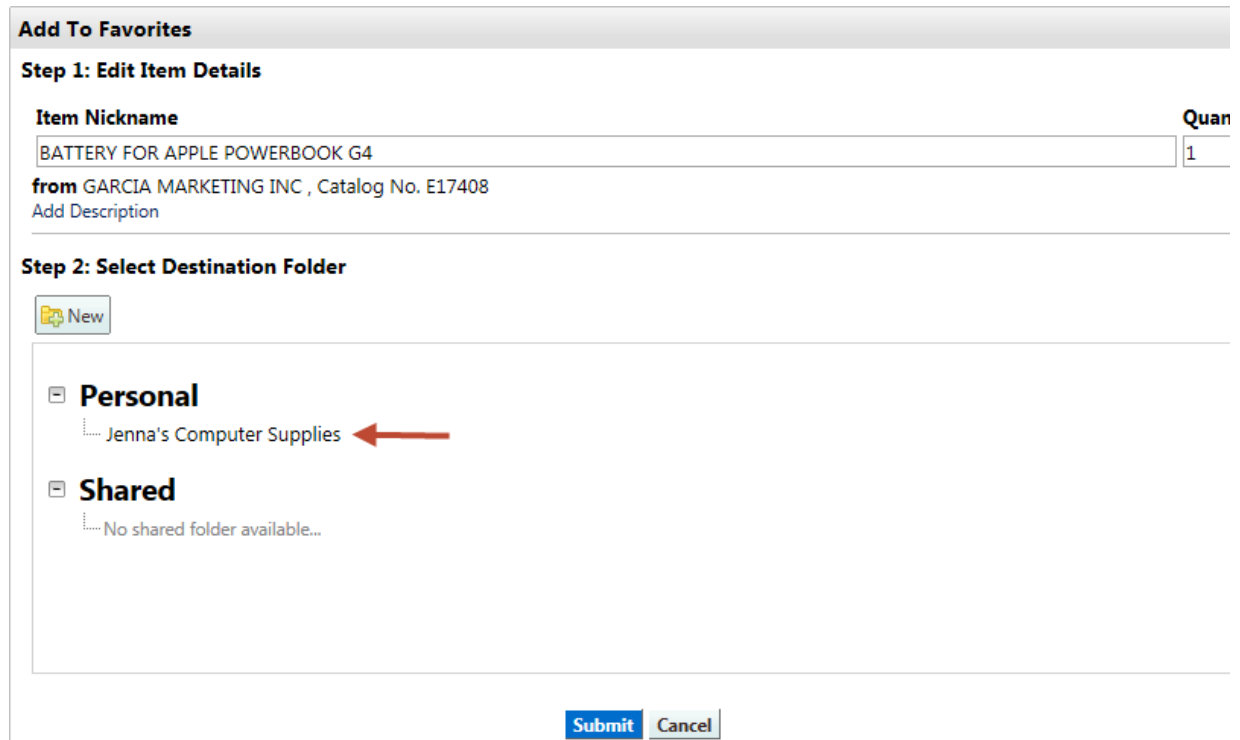 Add To Favorites
Step 1: Edit Item Details
Item Nickname Quan
BATTERY FOR APPLE POWERBOOK G4 1
from GARCIA MARKETING INC , Catalog No. E17408
Add Description
Step 2: Select Destination Folder
New
Personal
Jenna's Computer Supplies
Shared
No shared folder available...
Submit Cancel